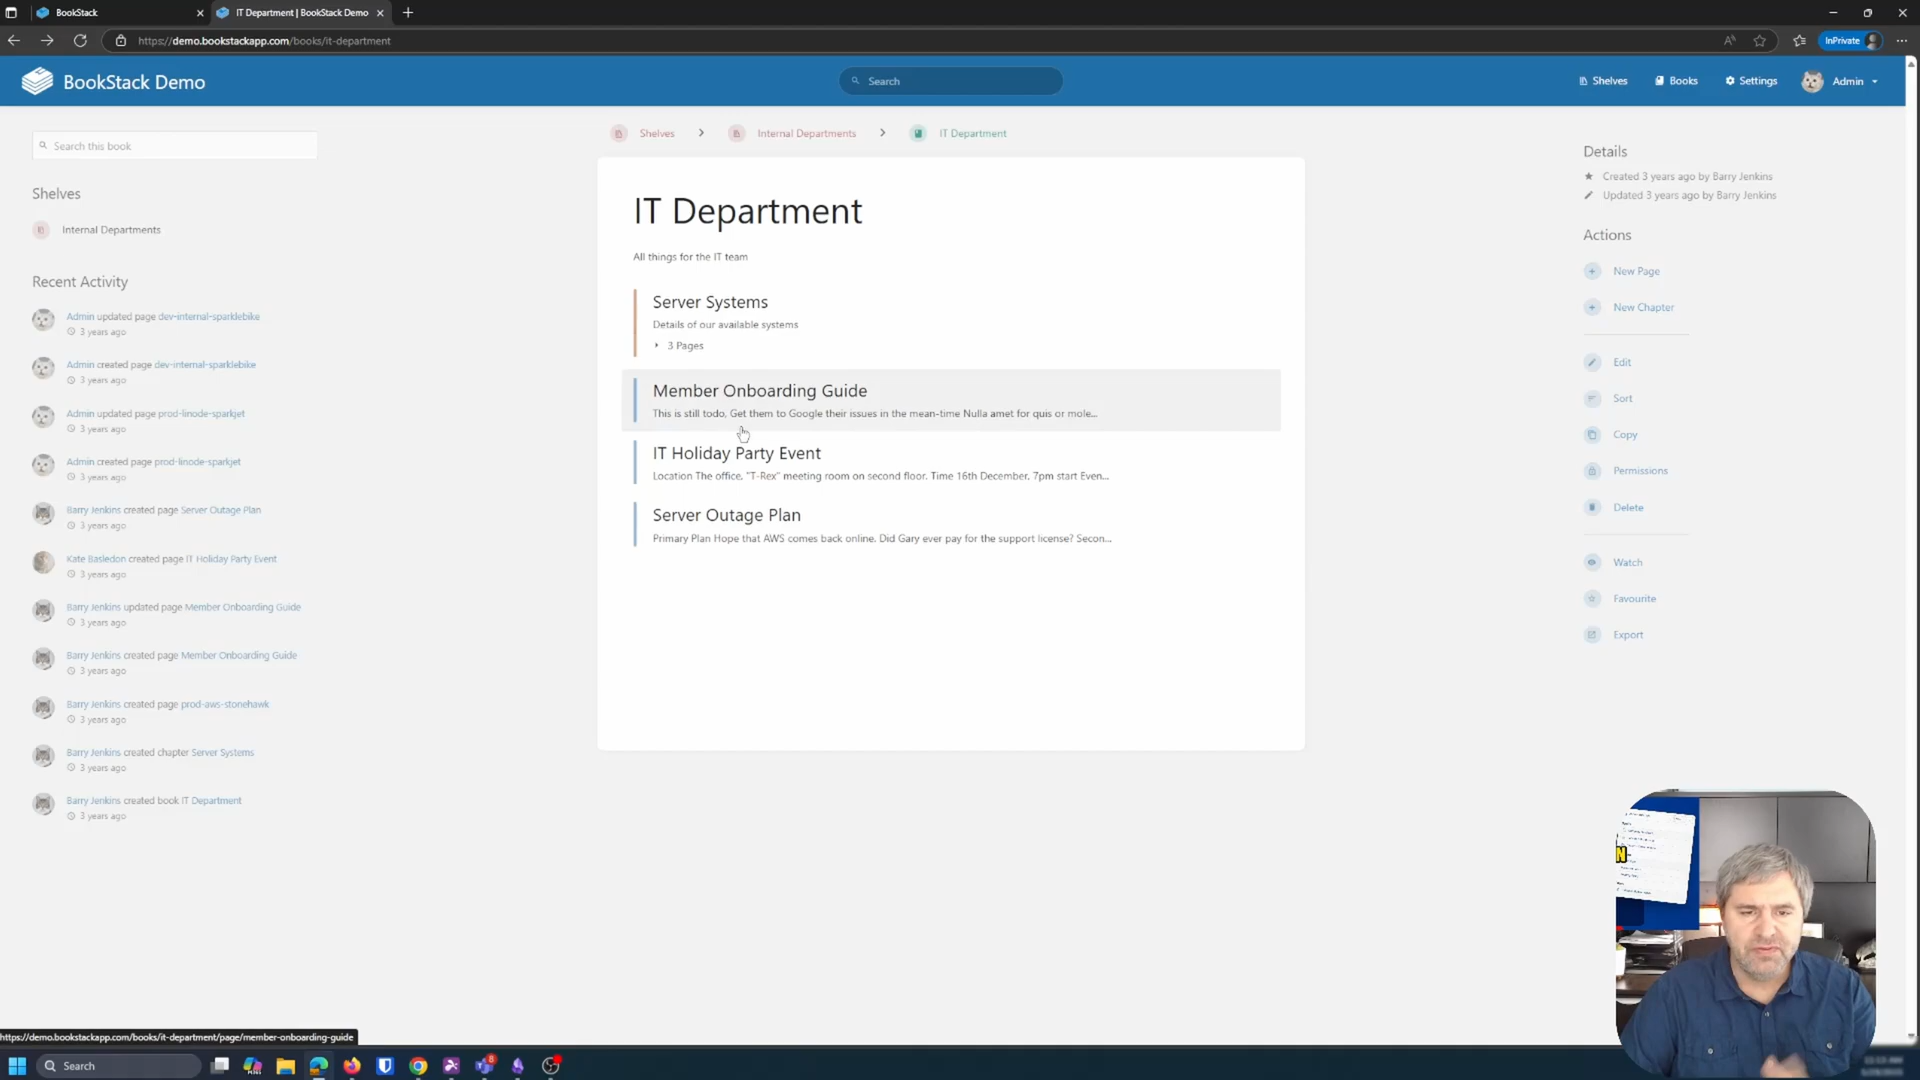 BookStack
IT Department | BookStack Demo
https://demo.bookstackapp.com/books/it-department
InPrivate
BookStack Demo
Search
Shelves
Books
Settings
Admin
Search this book
Shelves
Internal Departments
Recent Activity
Admin updated page dev-internal-sparklebike
3 years ago
Admin created page dev-internal-sparklebike
3 years ago
Admin updated page prod-linode-sparkjet
3 years ago
Admin created page prod-linode-sparkjet
3 years ago
Barry Jenkins created page Server Outage Plan
3 years ago
Kate Basledon created page IT Holiday Party Event
3 years ago
Barry Jenkins updated page Member Onboarding Guide
3 years ago
Barry Jenkins created page Member Onboarding Guide
3 years ago
Barry Jenkins created page prod-aws-stonehawk
3 years ago
Barry Jenkins created chapter Server Systems
3 years ago
Barry Jenkins created book IT Department
3 years ago
Shelves > Internal Departments > IT Department
IT Department
All things for the IT team
Server Systems
Details of our available systems
3 Pages
Member Onboarding Guide
This is still todo. Get them to Google their issues in the mean-time Nulla amet for quis or mole...
IT Holiday Party Event
Location The office, "T-Rex" meeting room on second floor. Time 16th December, 7pm start Even...
Server Outage Plan
Primary Plan Hope that AWS comes back online. Did Gary ever pay for the support license? Secon...
Details
Created 3 years ago by Barry Jenkins
Updated 3 years ago by Barry Jenkins
Actions
New Page
New Chapter
Edit
Sort
Copy
Permissions
Delete
Watch
Favourite
Export
https://demo.bookstackapp.com/books/it-department/page/member-onboarding-guide
Search
8